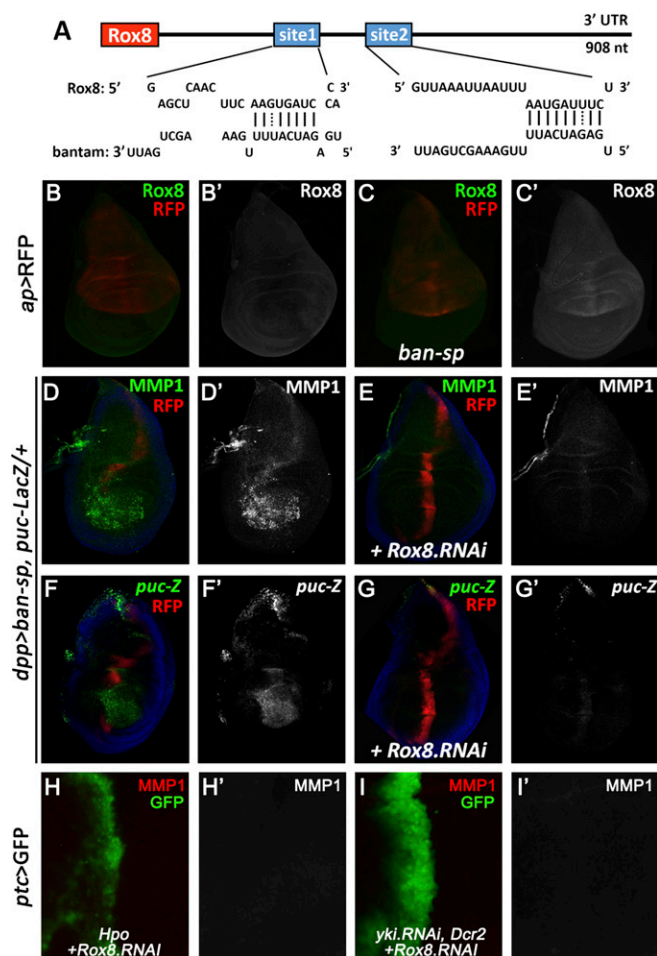 A
Rox8
site1
site2
3’ UTR
908 nt
Rox8: 5’ G CAAC C 3’
AGCU UUC AAGUGAUC CA
UCGA AAG UUUACUAG GU
bantam: 3’ UUAG U A 5’
5’ GUUAAAUUAAUUU U 3’
AAUGAUUUC
UUACUAGAG
3’ UUAGUCGAAAGUU U 5’
ap>RFP
B
Rox8
RFP
B’
Rox8
C
Rox8
RFP
ban-sp
C’
Rox8
dpp>ban-sp, puc-LacZ/+
D
MMP1
RFP
D’
MMP1
E
MMP1
RFP
+ Rox8.RNAi
E’
MMP1
F
puc-Z
RFP
F’
puc-Z
G
puc-Z
RFP
+ Rox8.RNAi
G’
puc-Z
ptc>GFP
H
MMP1
GFP
Hpo
+Rox8.RNAI
H’
MMP1
I
MMP1
GFP
yki.RNAi, Dcr2
+Rox8.RNAI
I’
MMP1